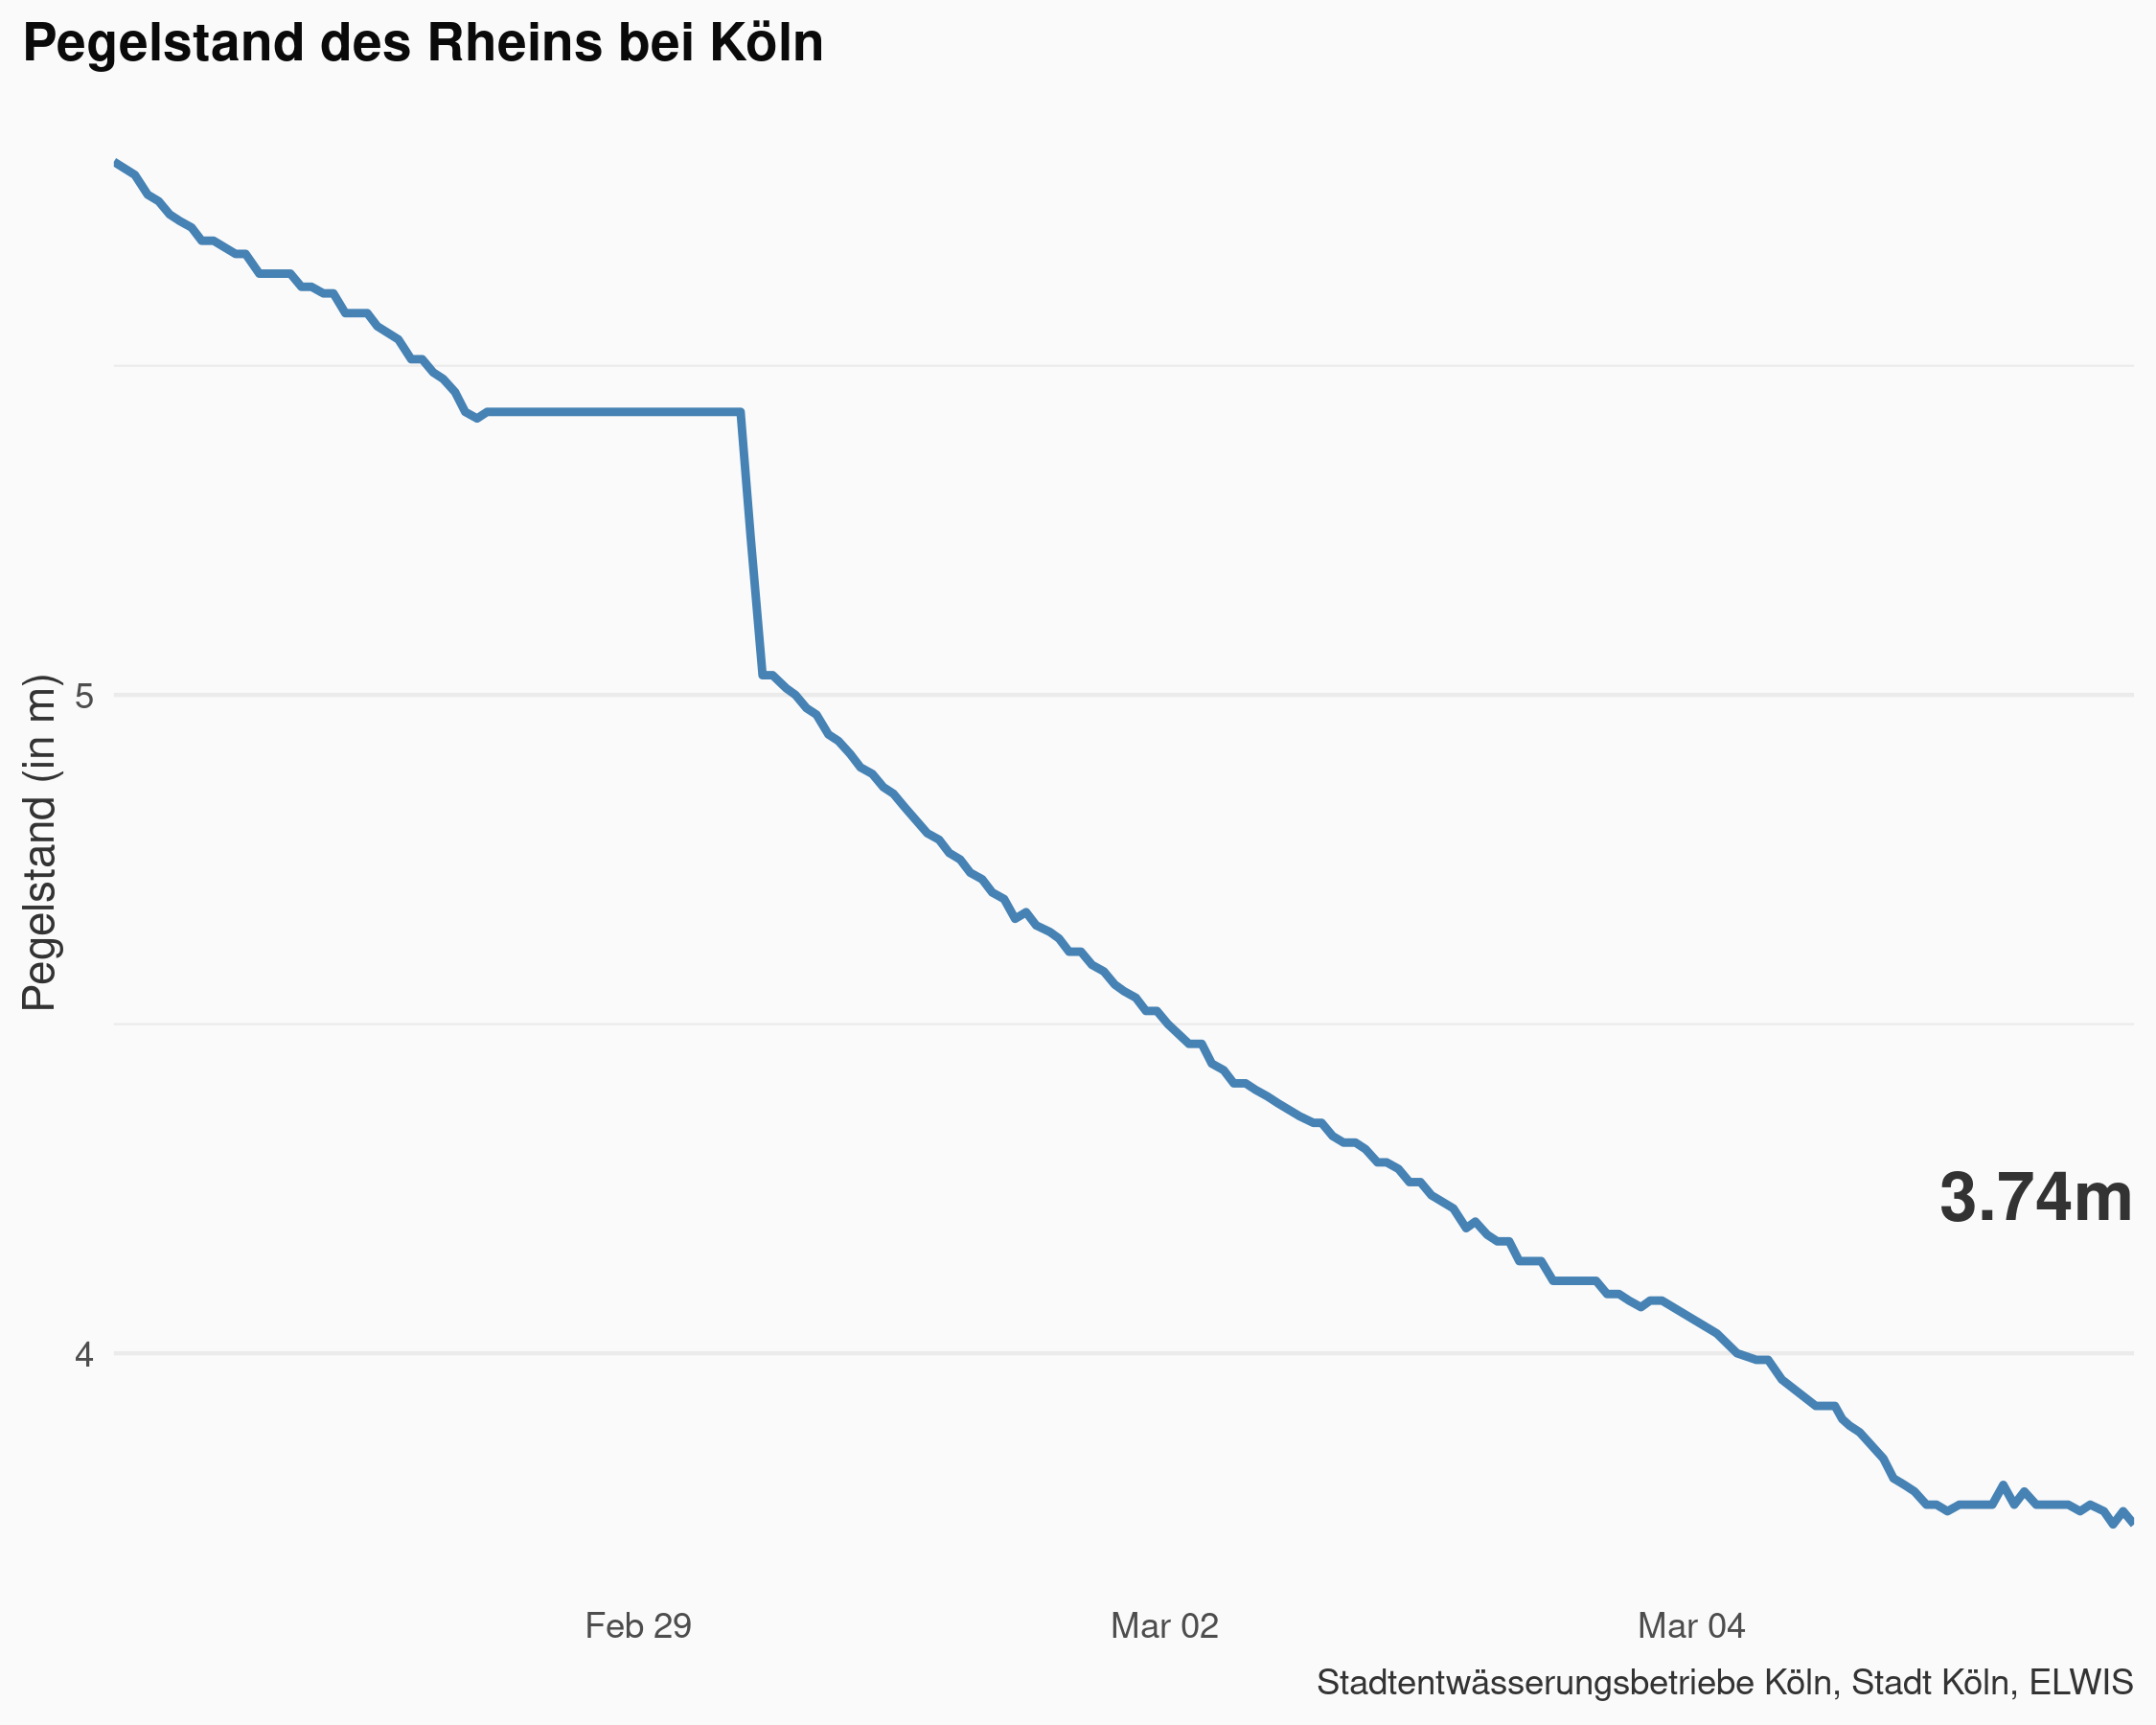 Pegelstand des Rheins bei Köln
Pegelstand (in m)
5
4
3.74m
Feb 29
Mar 02
Mar 04
Stadtentwässerungsbetriebe Köln, Stadt Köln, ELWIS